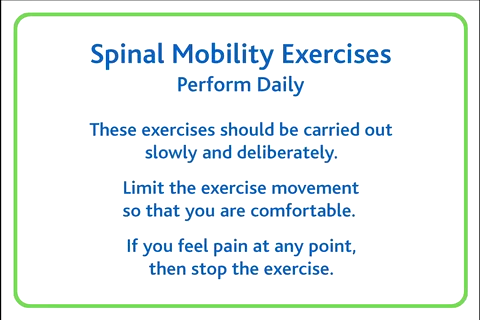 Spinal Mobility Exercises
Perform Daily
These exercises should be carried out
slowly and deliberately.
Limit the exercise movement
so that you are comfortable.
If you feel pain at any point,
then stop the exercise.